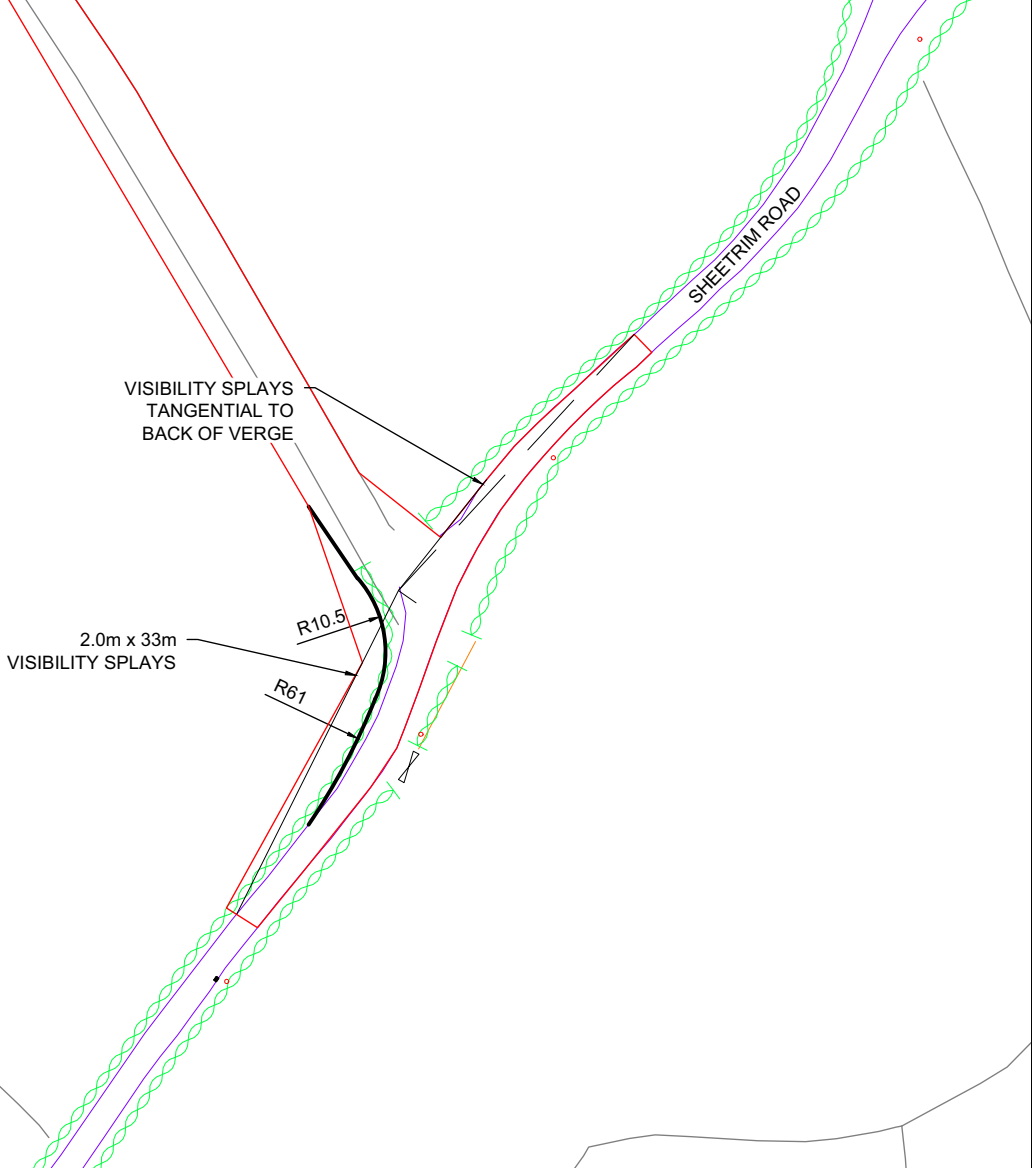 SHEETRIM ROAD
VISIBILITY SPLAYS
TANGENTIAL TO
BACK OF VERGE
R10.5
2.0m x 33m
VISIBILITY SPLAYS
R61